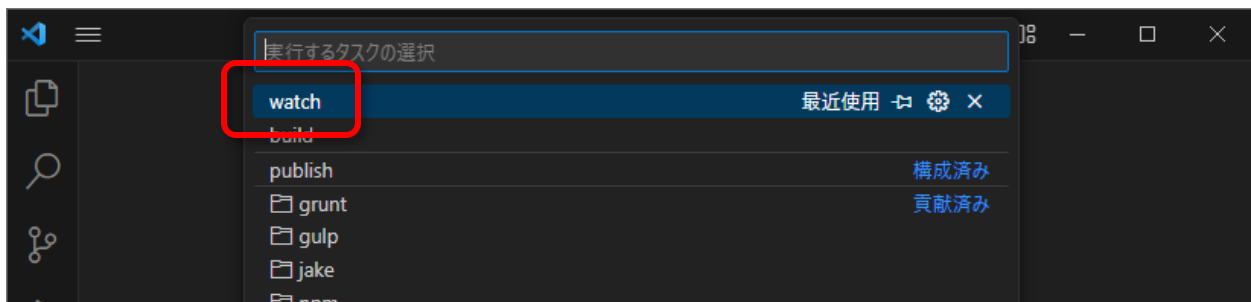 実行するタスクの選択
watch 最近使用
build
publish 構成済み
grunt 貢献済み
gulp
jake
npm